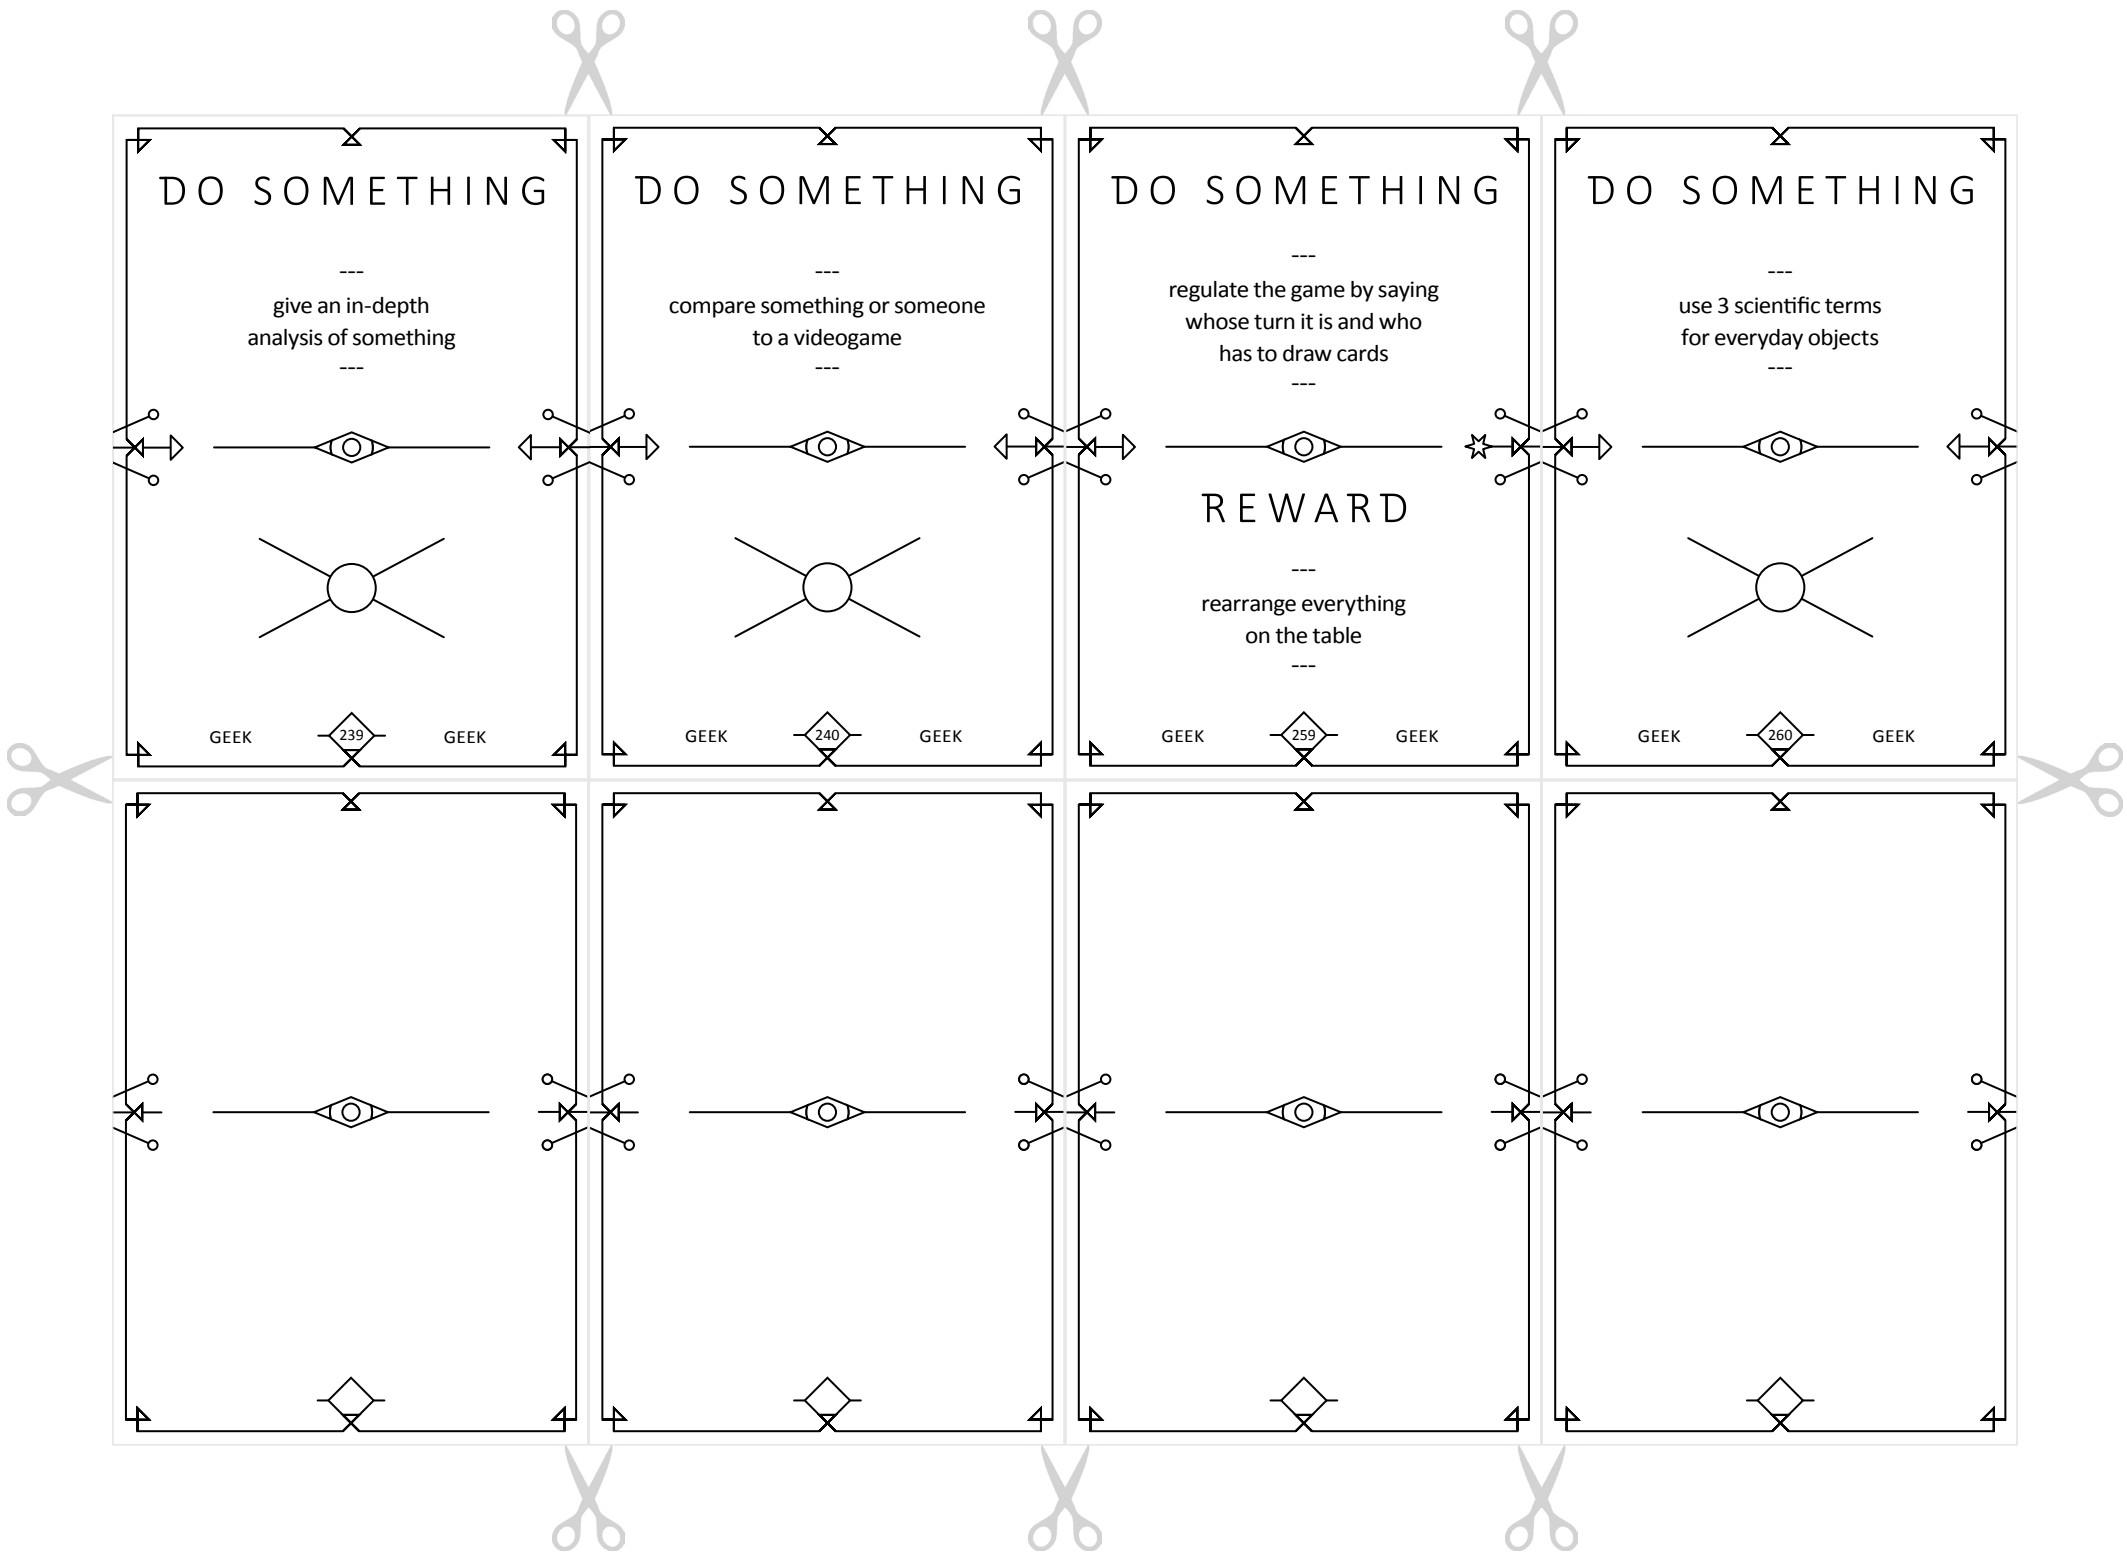 DO SOMETHING
---
give an in-depth
analysis of something
---
GEEK
239
GEEK
DO SOMETHING
---
compare something or someone
to a videogame
---
GEEK
240
GEEK
DO SOMETHING
---
regulate the game by saying
whose turn it is and who
has to draw cards
---
REWARD
---
rearrange everything
on the table
---
GEEK
259
GEEK
DO SOMETHING
---
use 3 scientific terms
for everyday objects
---
GEEK
260
GEEK